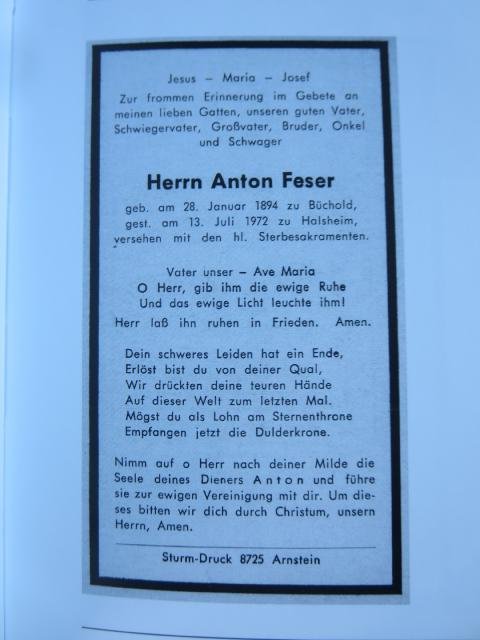 Jesus – Maria – Josef
Zur frommen Erinnerung im Gebete an
meinen lieben Gatten, unseren guten Vater,
Schwiegervater, Großvater, Bruder, Onkel
und Schwager
Herrn Anton Feser
geb. am 28. Januar 1894 zu Büchold,
gest. am 13. Juli 1972 zu Halsheim,
versehen mit den hl. Sterbesakramenten.
Vater unser – Ave Maria
O Herr, gib ihm die ewige Ruhe
Und das ewige Licht leuchte ihm!
Herr laß ihn ruhen in Frieden. Amen.
Dein schweres Leiden hat ein Ende,
Erlöst bist du von deiner Qual,
Wir drückten deine teuren Hände
Auf dieser Welt zum letzten Mal.
Mögst du als Lohn am Sternenthrone
Empfangen jetzt die Dulderkrone.
Nimm auf o Herr nach deiner Milde die
Seele deines Dieners Anton und führe
sie zur ewigen Vereinigung mit dir. Um die-
ses bitten wir dich durch Christum, unsern
Herrn, Amen.
Sturm-Druck 8725 Arnstein